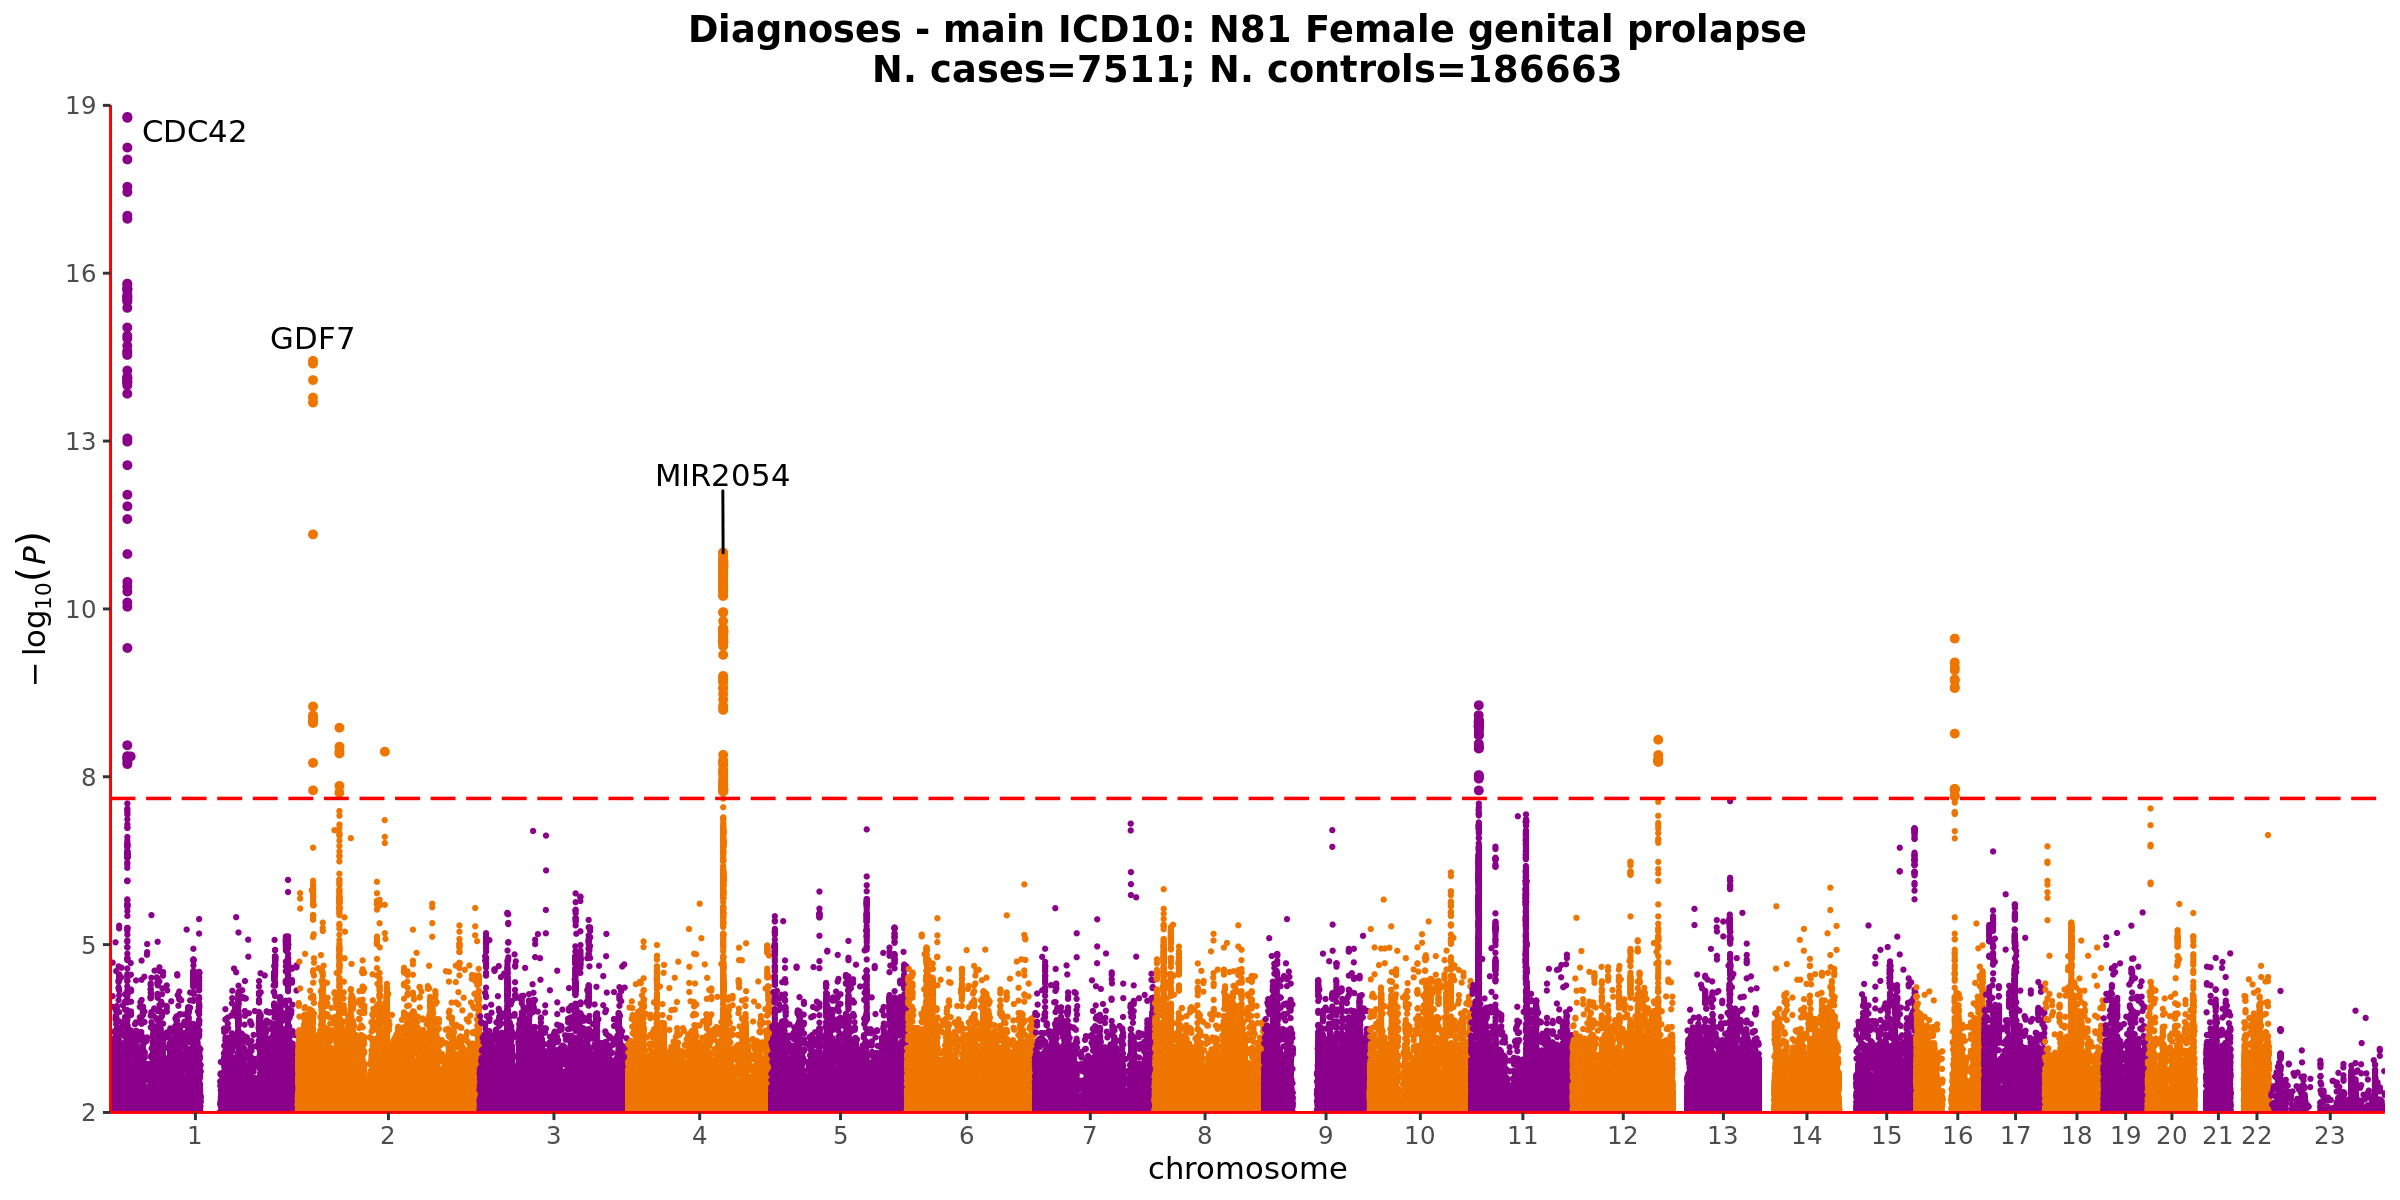 Diagnoses - main ICD10: N81 Female genital prolapse
N. cases=7511; N. controls=186663
19
CDC42
16
GDF7
13
MIR2054
10
8
5
2
−log10(P)
1 2 3 4 5 6 7 8 9 10 11 12 13 14 15 16 17 18 19 20 21 22 23
chromosome